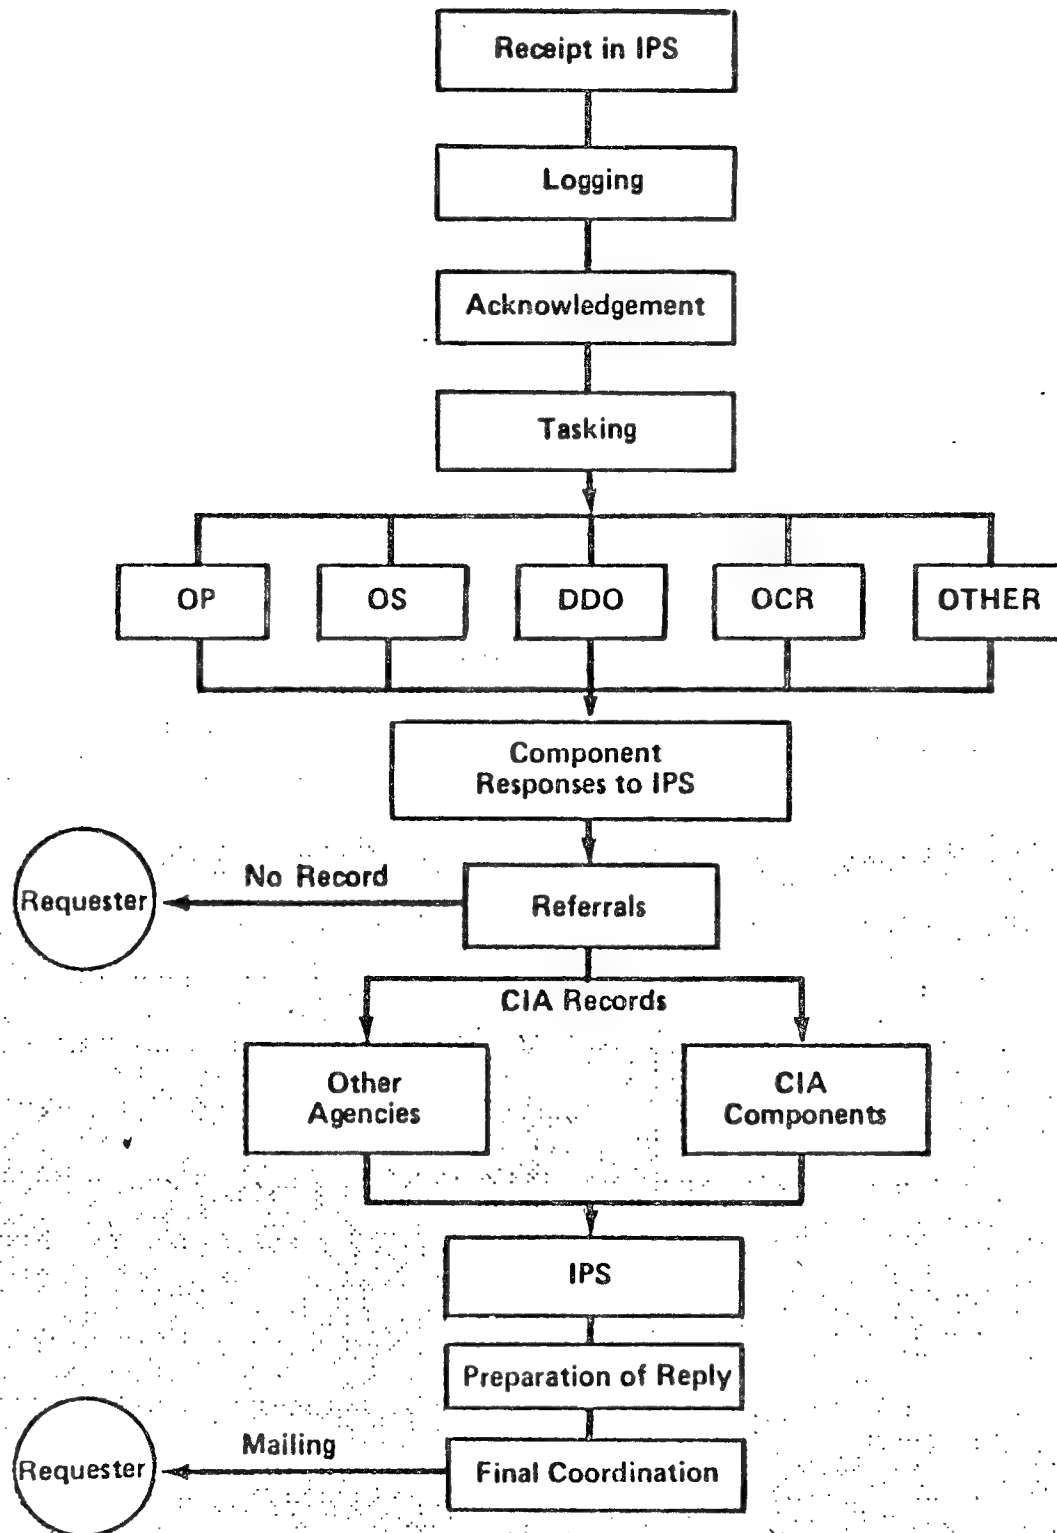 Receipt in IPS
Logging
Acknowledgement
Tasking
OP
OS
DDO
OCR
OTHER
Component
Responses to IPS
No Record
Requester
Referrals
CIA Records
Other
Agencies
CIA
Components
IPS
Preparation of Reply
Mailing
Requester
Final Coordination